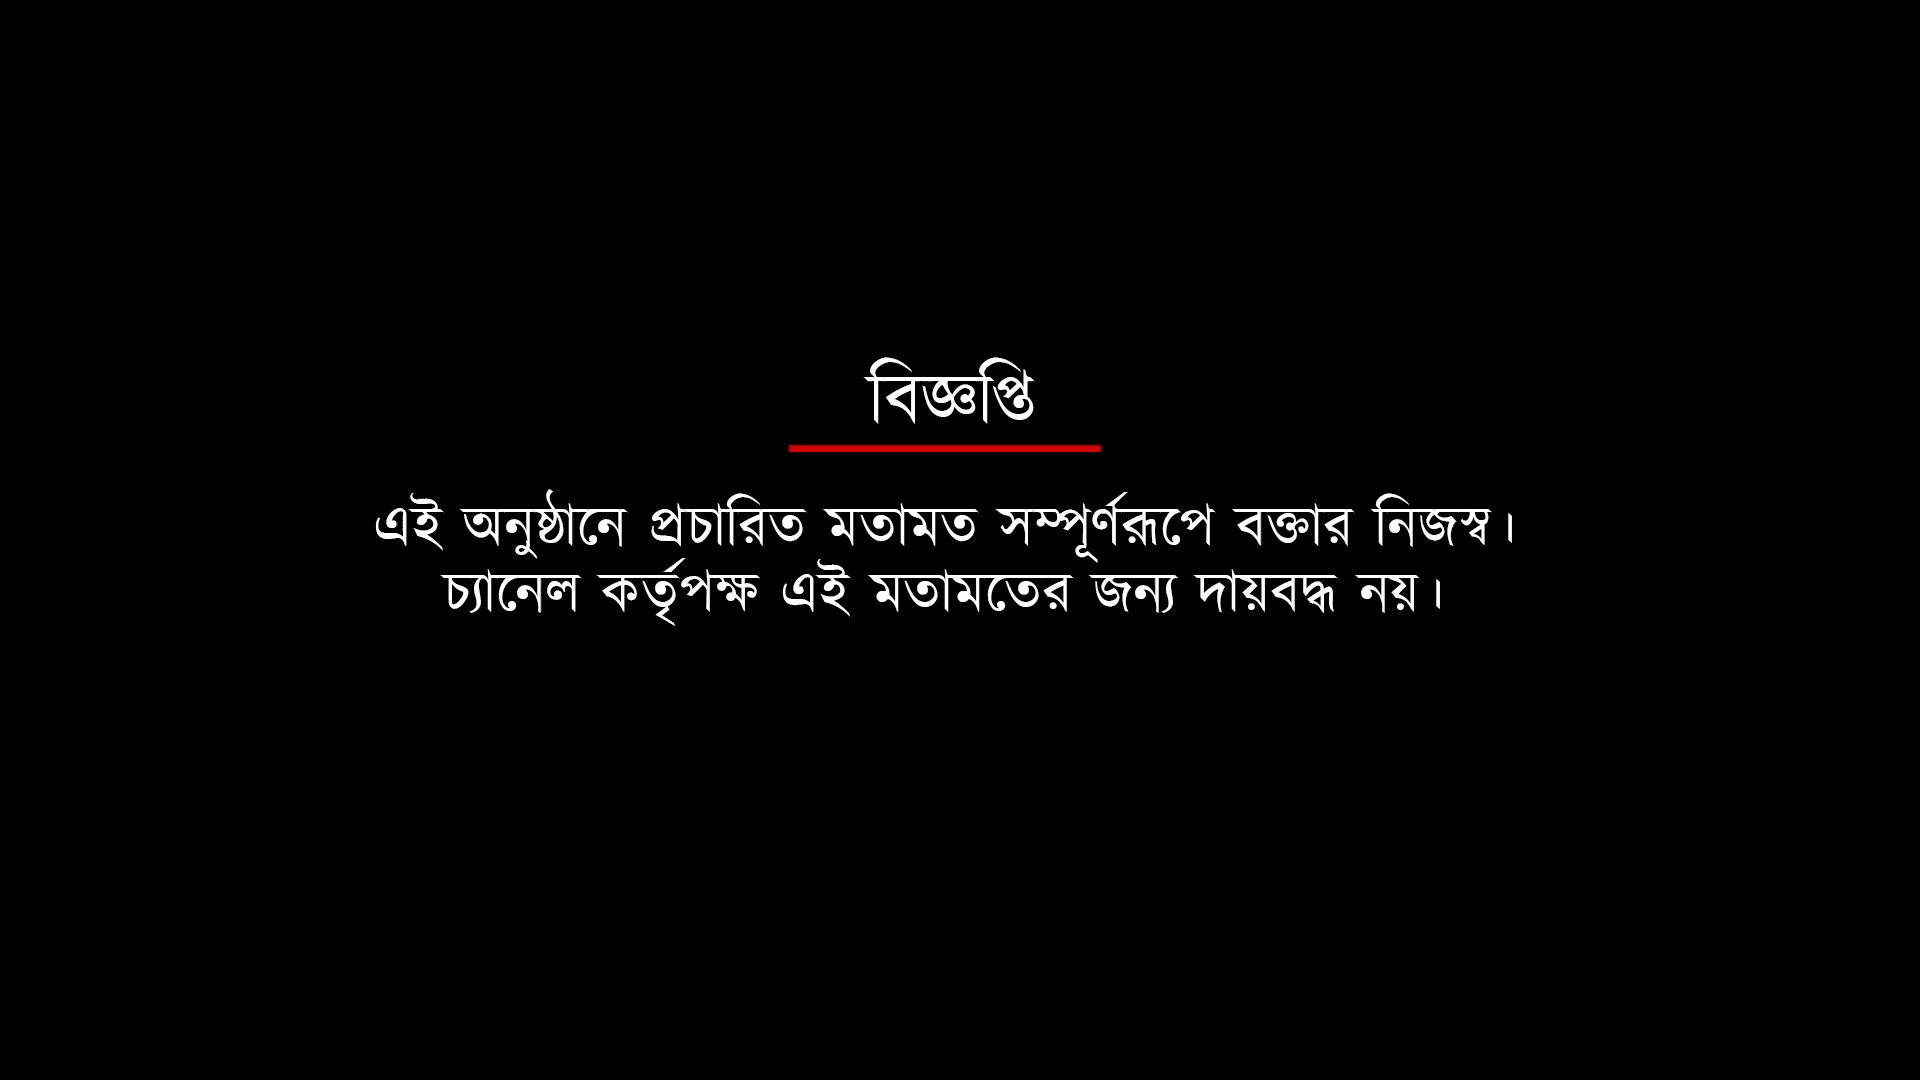 বিজ্ঞপ্তি
এই অনুষ্ঠানে প্রচারিত মতামত সম্পূর্ণরূপে বক্তার নিজস্ব।
চ্যানেল কর্তৃপক্ষ এই মতামতের জন্য দায়বদ্ধ নয়।